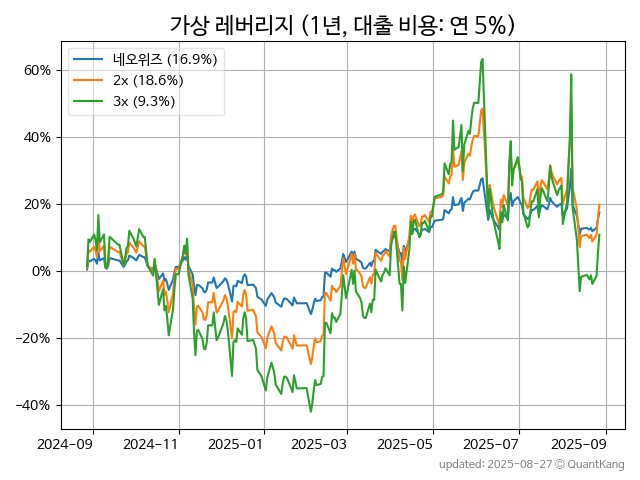 가상 레버리지 (1년, 대출 비용: 연 5%)
네오위즈 (16.9%)
2x (18.6%)
3x (9.3%)
60%
40%
20%
0%
−20%
−40%
2024-09 2024-11 2025-01 2025-03 2025-05 2025-07 2025-09
updated: 2025-08-27 © QuantKang